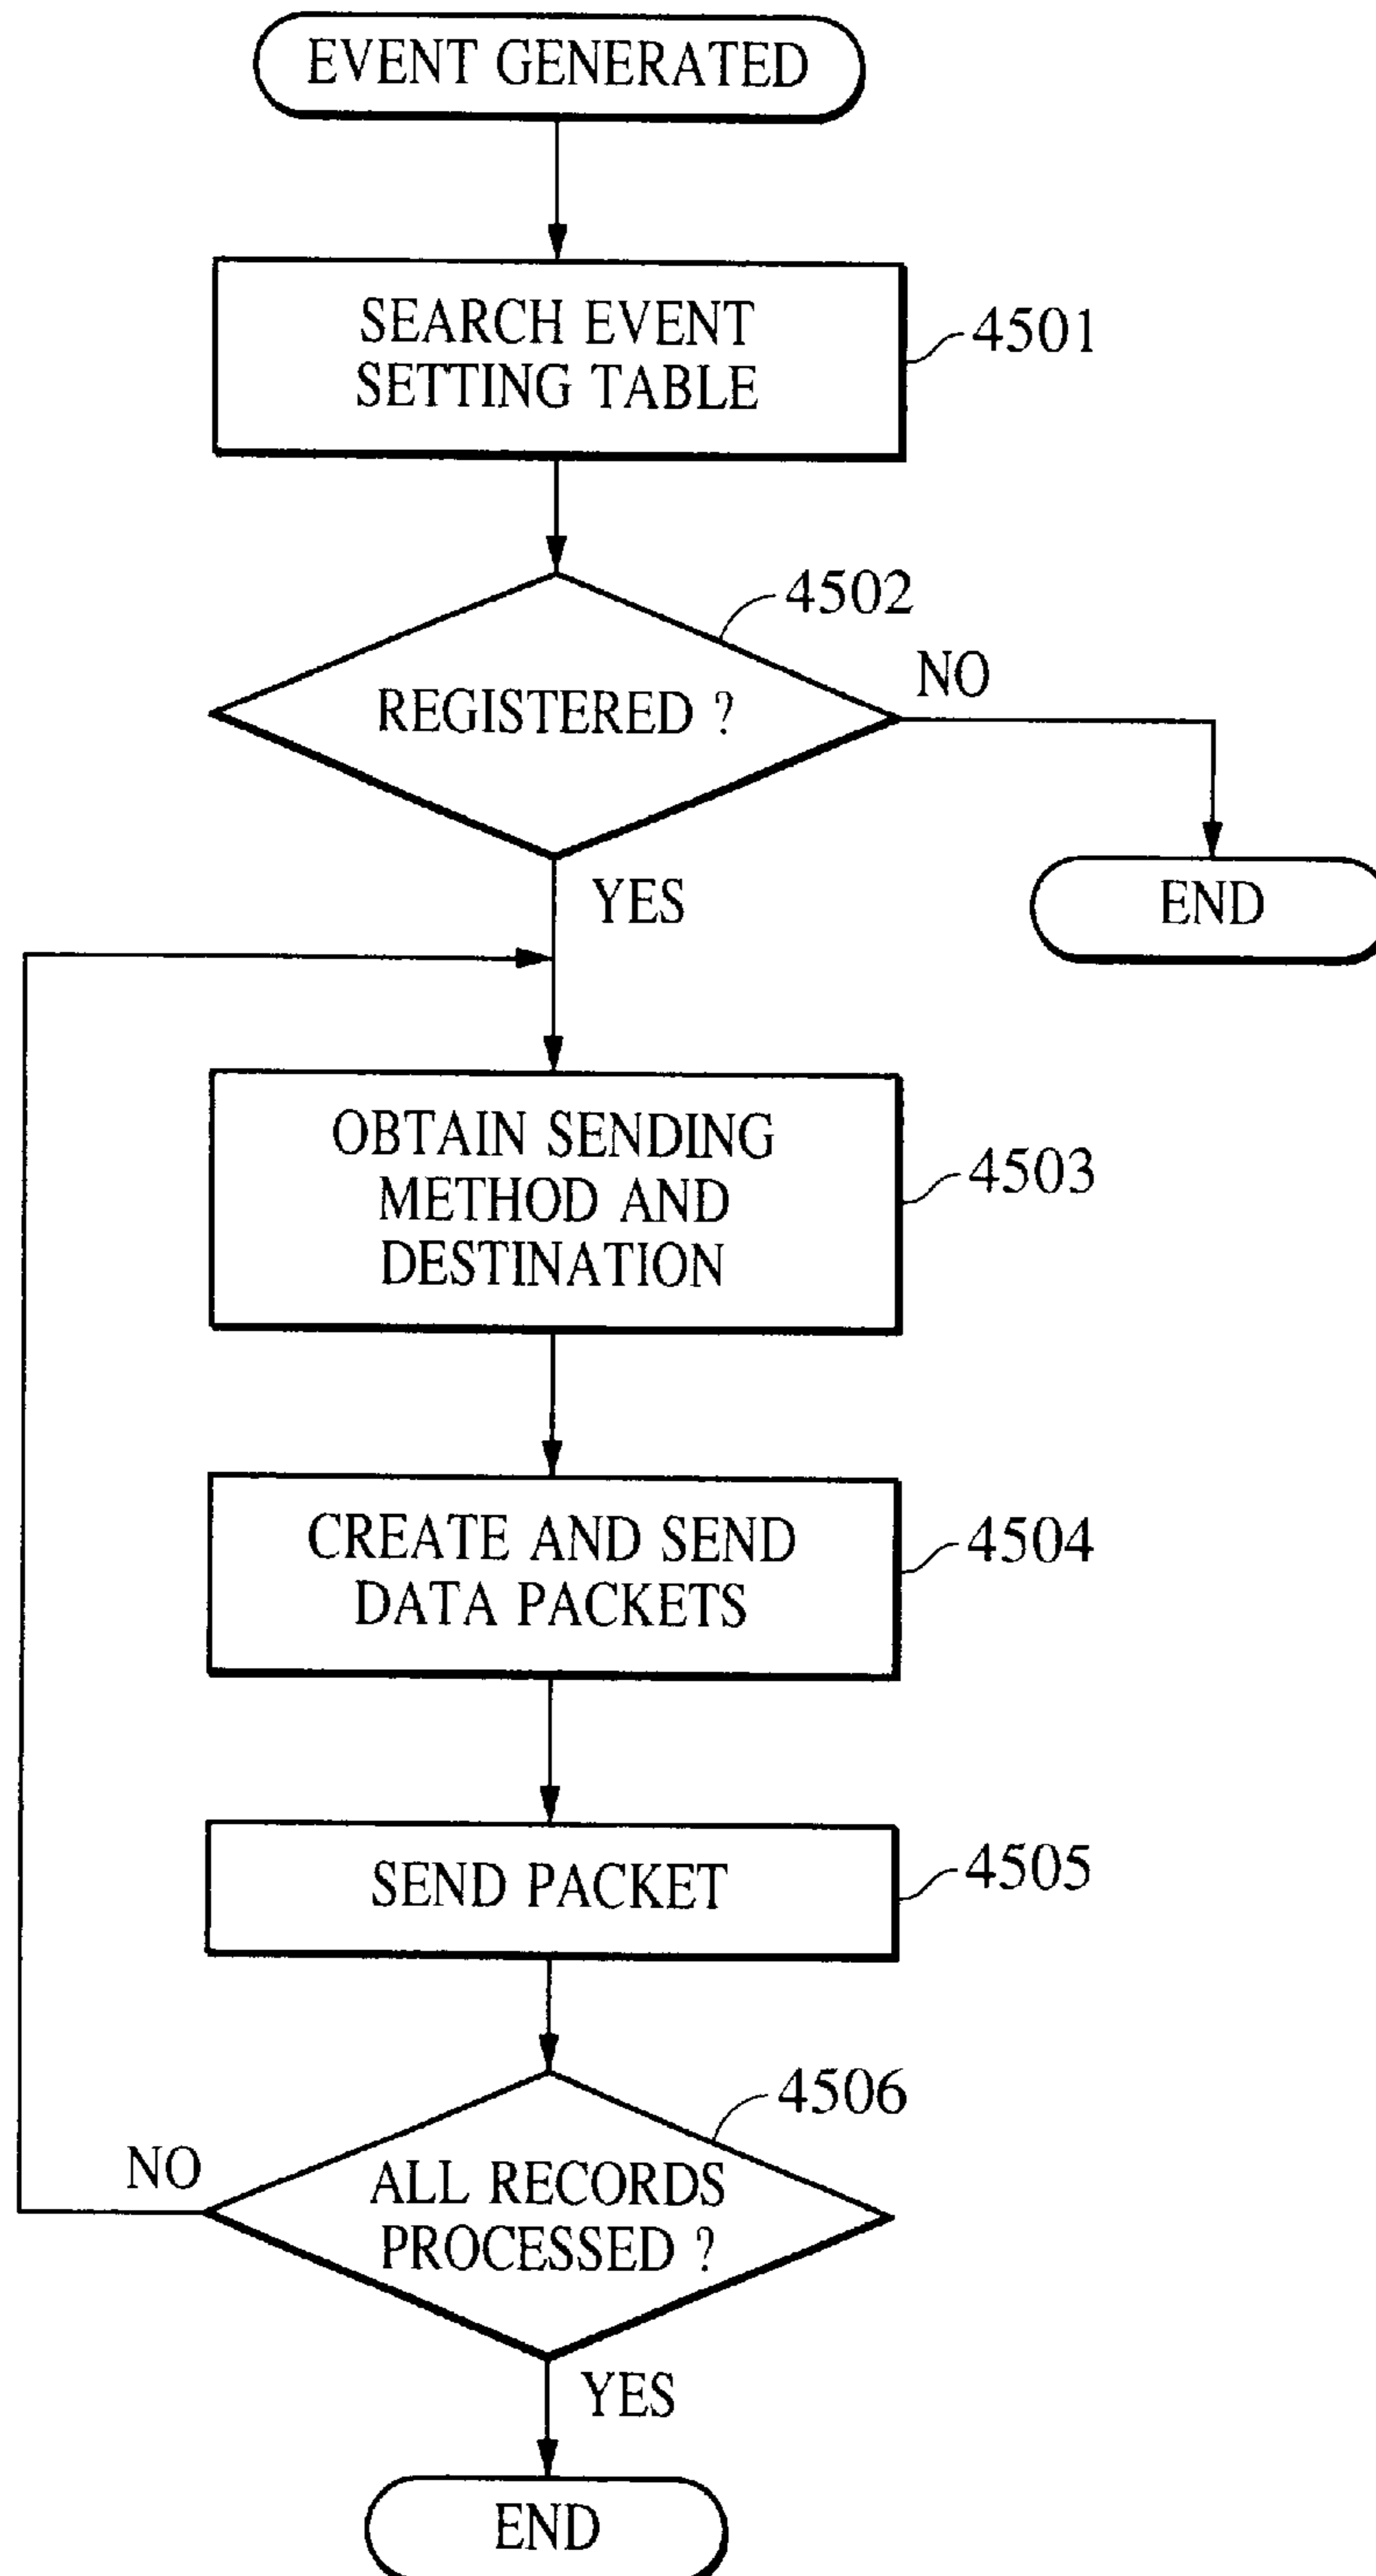 EVENT GENERATED
SEARCH EVENT
SETTING TABLE
4501
4502
REGISTERED ?
NO
END
YES
OBTAIN SENDING
METHOD AND
DESTINATION
4503
CREATE AND SEND
DATA PACKETS
4504
SEND PACKET
4505
4506
ALL RECORDS
PROCESSED ?
NO
YES
END